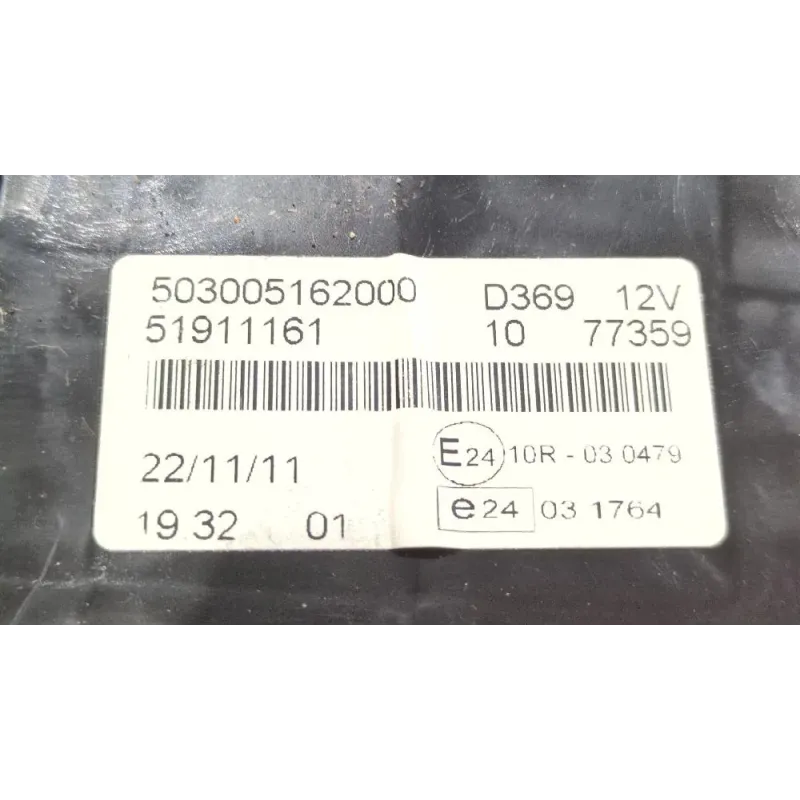 503005162000 D369 12V
51911161 10 77359
22/11/11 E24 10R - 03 0479
19 32 01 e24 03 1764